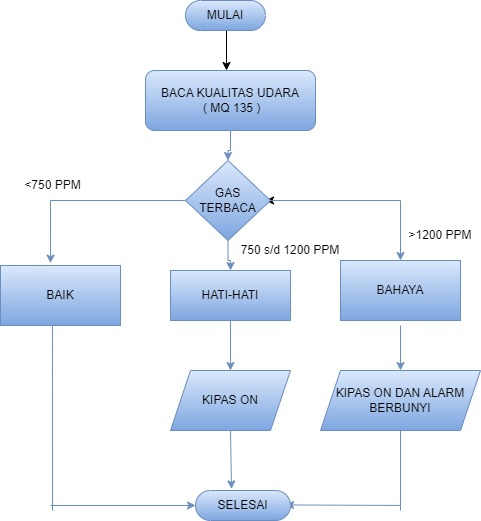 MULAI
BACA KUALITAS UDARA
( MQ 135 )
GAS
TERBACA
<750 PPM
750 s/d 1200 PPM
>1200 PPM
BAIK
HATI-HATI
BAHAYA
KIPAS ON
KIPAS ON DAN ALARM
BERBUNYI
SELESAI